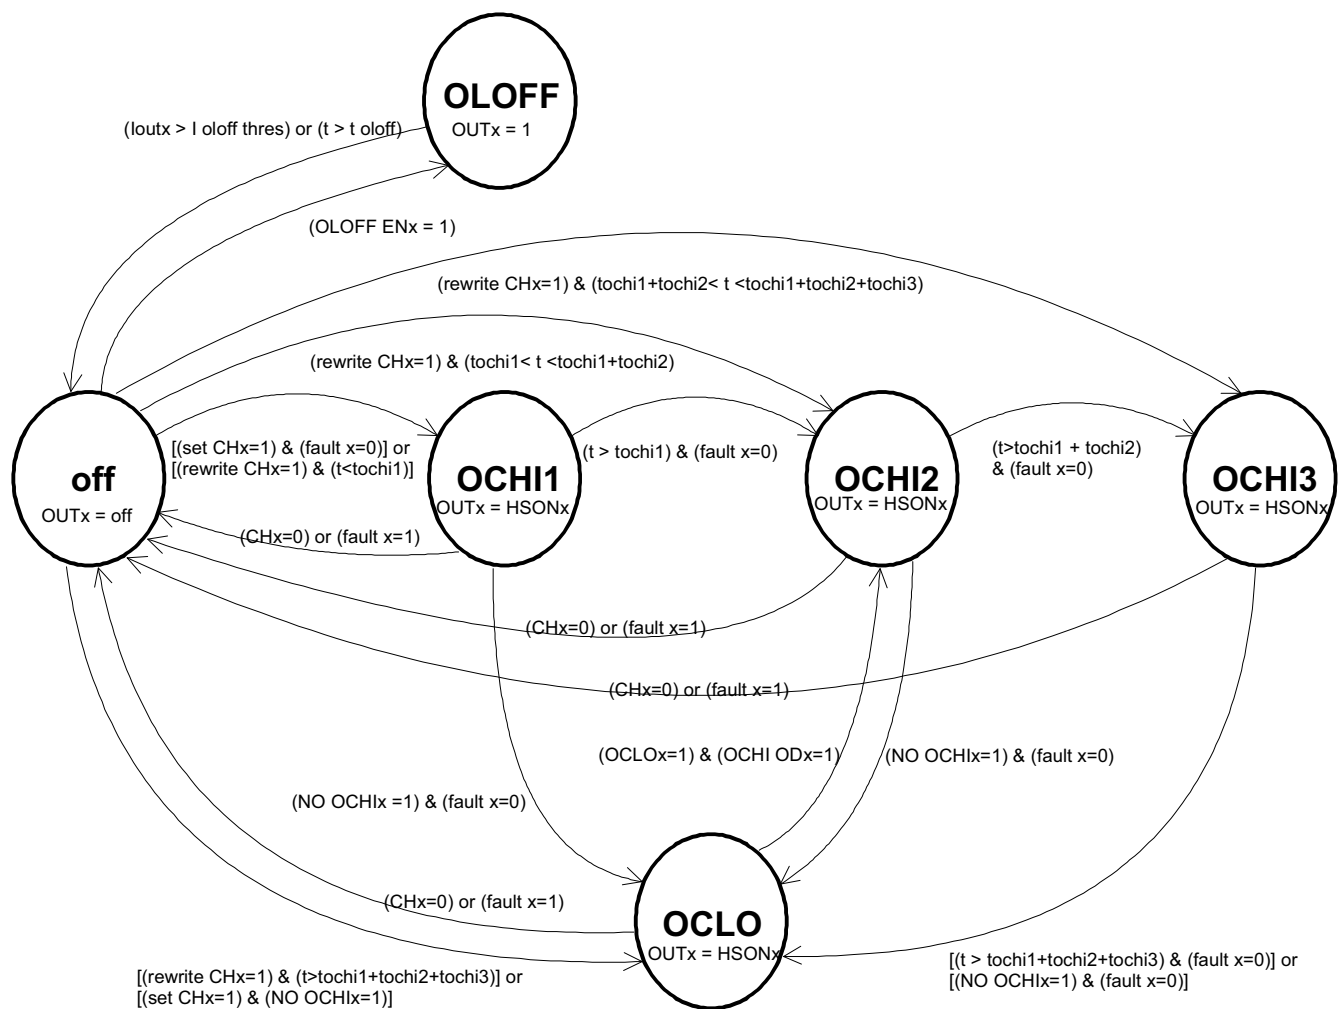 OLOFF
OUTx = 1
(Ioutx > I oloff thres) or (t > t oloff)
(OLOFF ENx = 1)
(rewrite CHx=1) & (tochi1+tochi2< t <tochi1+tochi2+tochi3)
(rewrite CHx=1) & (tochi1< t <tochi1+tochi2)
[(set CHx=1) & (fault x=0)] or
[(rewrite CHx=1) & (t<tochi1)]
(t > tochi1) & (fault x=0)
(t>tochi1 + tochi2)
& (fault x=0)
off
OUTx = off
OCHI1
OUTx = HSONx
OCHI2
OUTx = HSONx
OCHI3
OUTx = HSONx
(CHx=0) or (fault x=1)
(CHx=0) or (fault x=1)
(CHx=0) or (fault x=1)
(OCLOx=1) & (OCHI ODx=1)
(NO OCHIx=1) & (fault x=0)
(NO OCHIx =1) & (fault x=0)
(CHx=0) or (fault x=1)
OCLO
OUTx = HSONx
[(rewrite CHx=1) & (t>tochi1+tochi2+tochi3)] or
[(set CHx=1) & (NO OCHIx=1)]
[(t > tochi1+tochi2+tochi3) & (fault x=0)] or
[(NO OCHIx=1) & (fault x=0)]